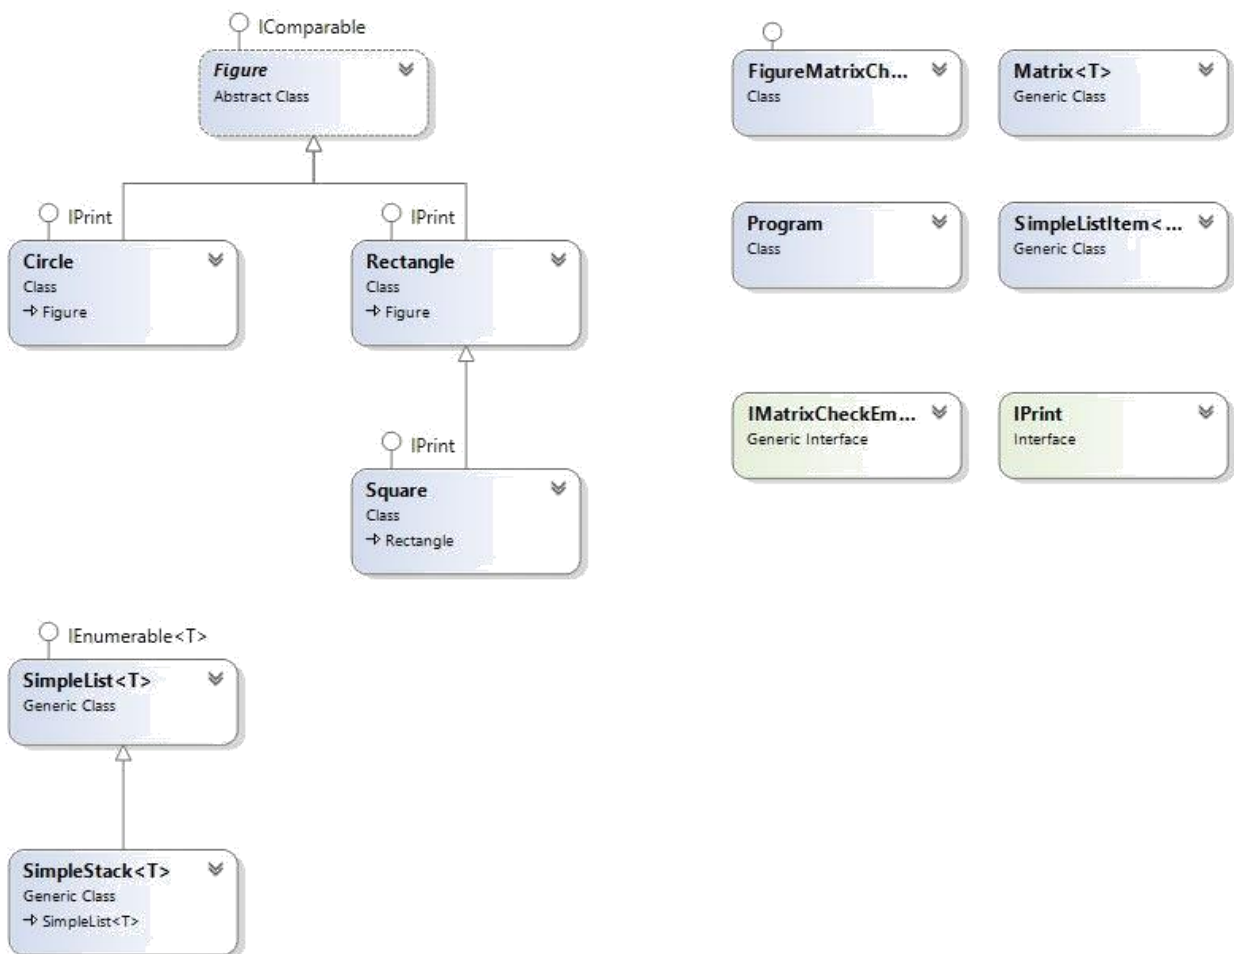 IComparable
Figure
Abstract Class
IPrint
Circle
Class
Figure
IPrint
Rectangle
Class
Figure
IPrint
Square
Class
Rectangle
IEnumerable<T>
SimpleList<T>
Generic Class
SimpleStack<T>
Generic Class
SimpleList<T>
FigureMatrixCh...
Class
Matrix<T>
Generic Class
Program
Class
SimpleListItem<...
Generic Class
IMatrixCheckEm...
Generic Interface
IPrint
Interface